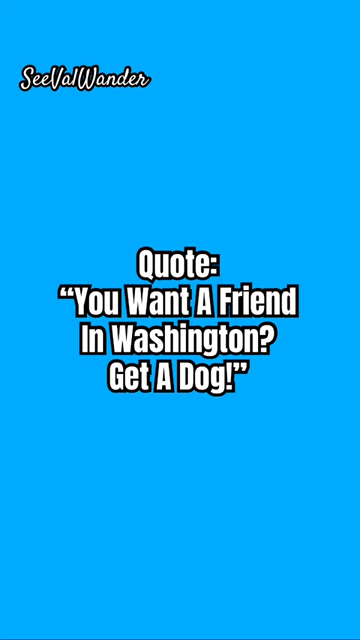 SeeValWander
Quote:
“You Want A Friend
In Washington?
Get A Dog!”